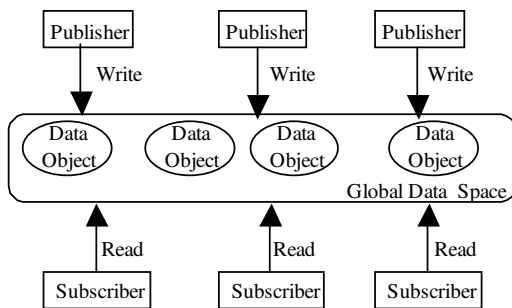 Publisher Publisher Publisher
Write Write Write
Data Data Data Data
Object Object Object Object
Global Data Space
Read Read Read
Subscriber Subscriber Subscriber